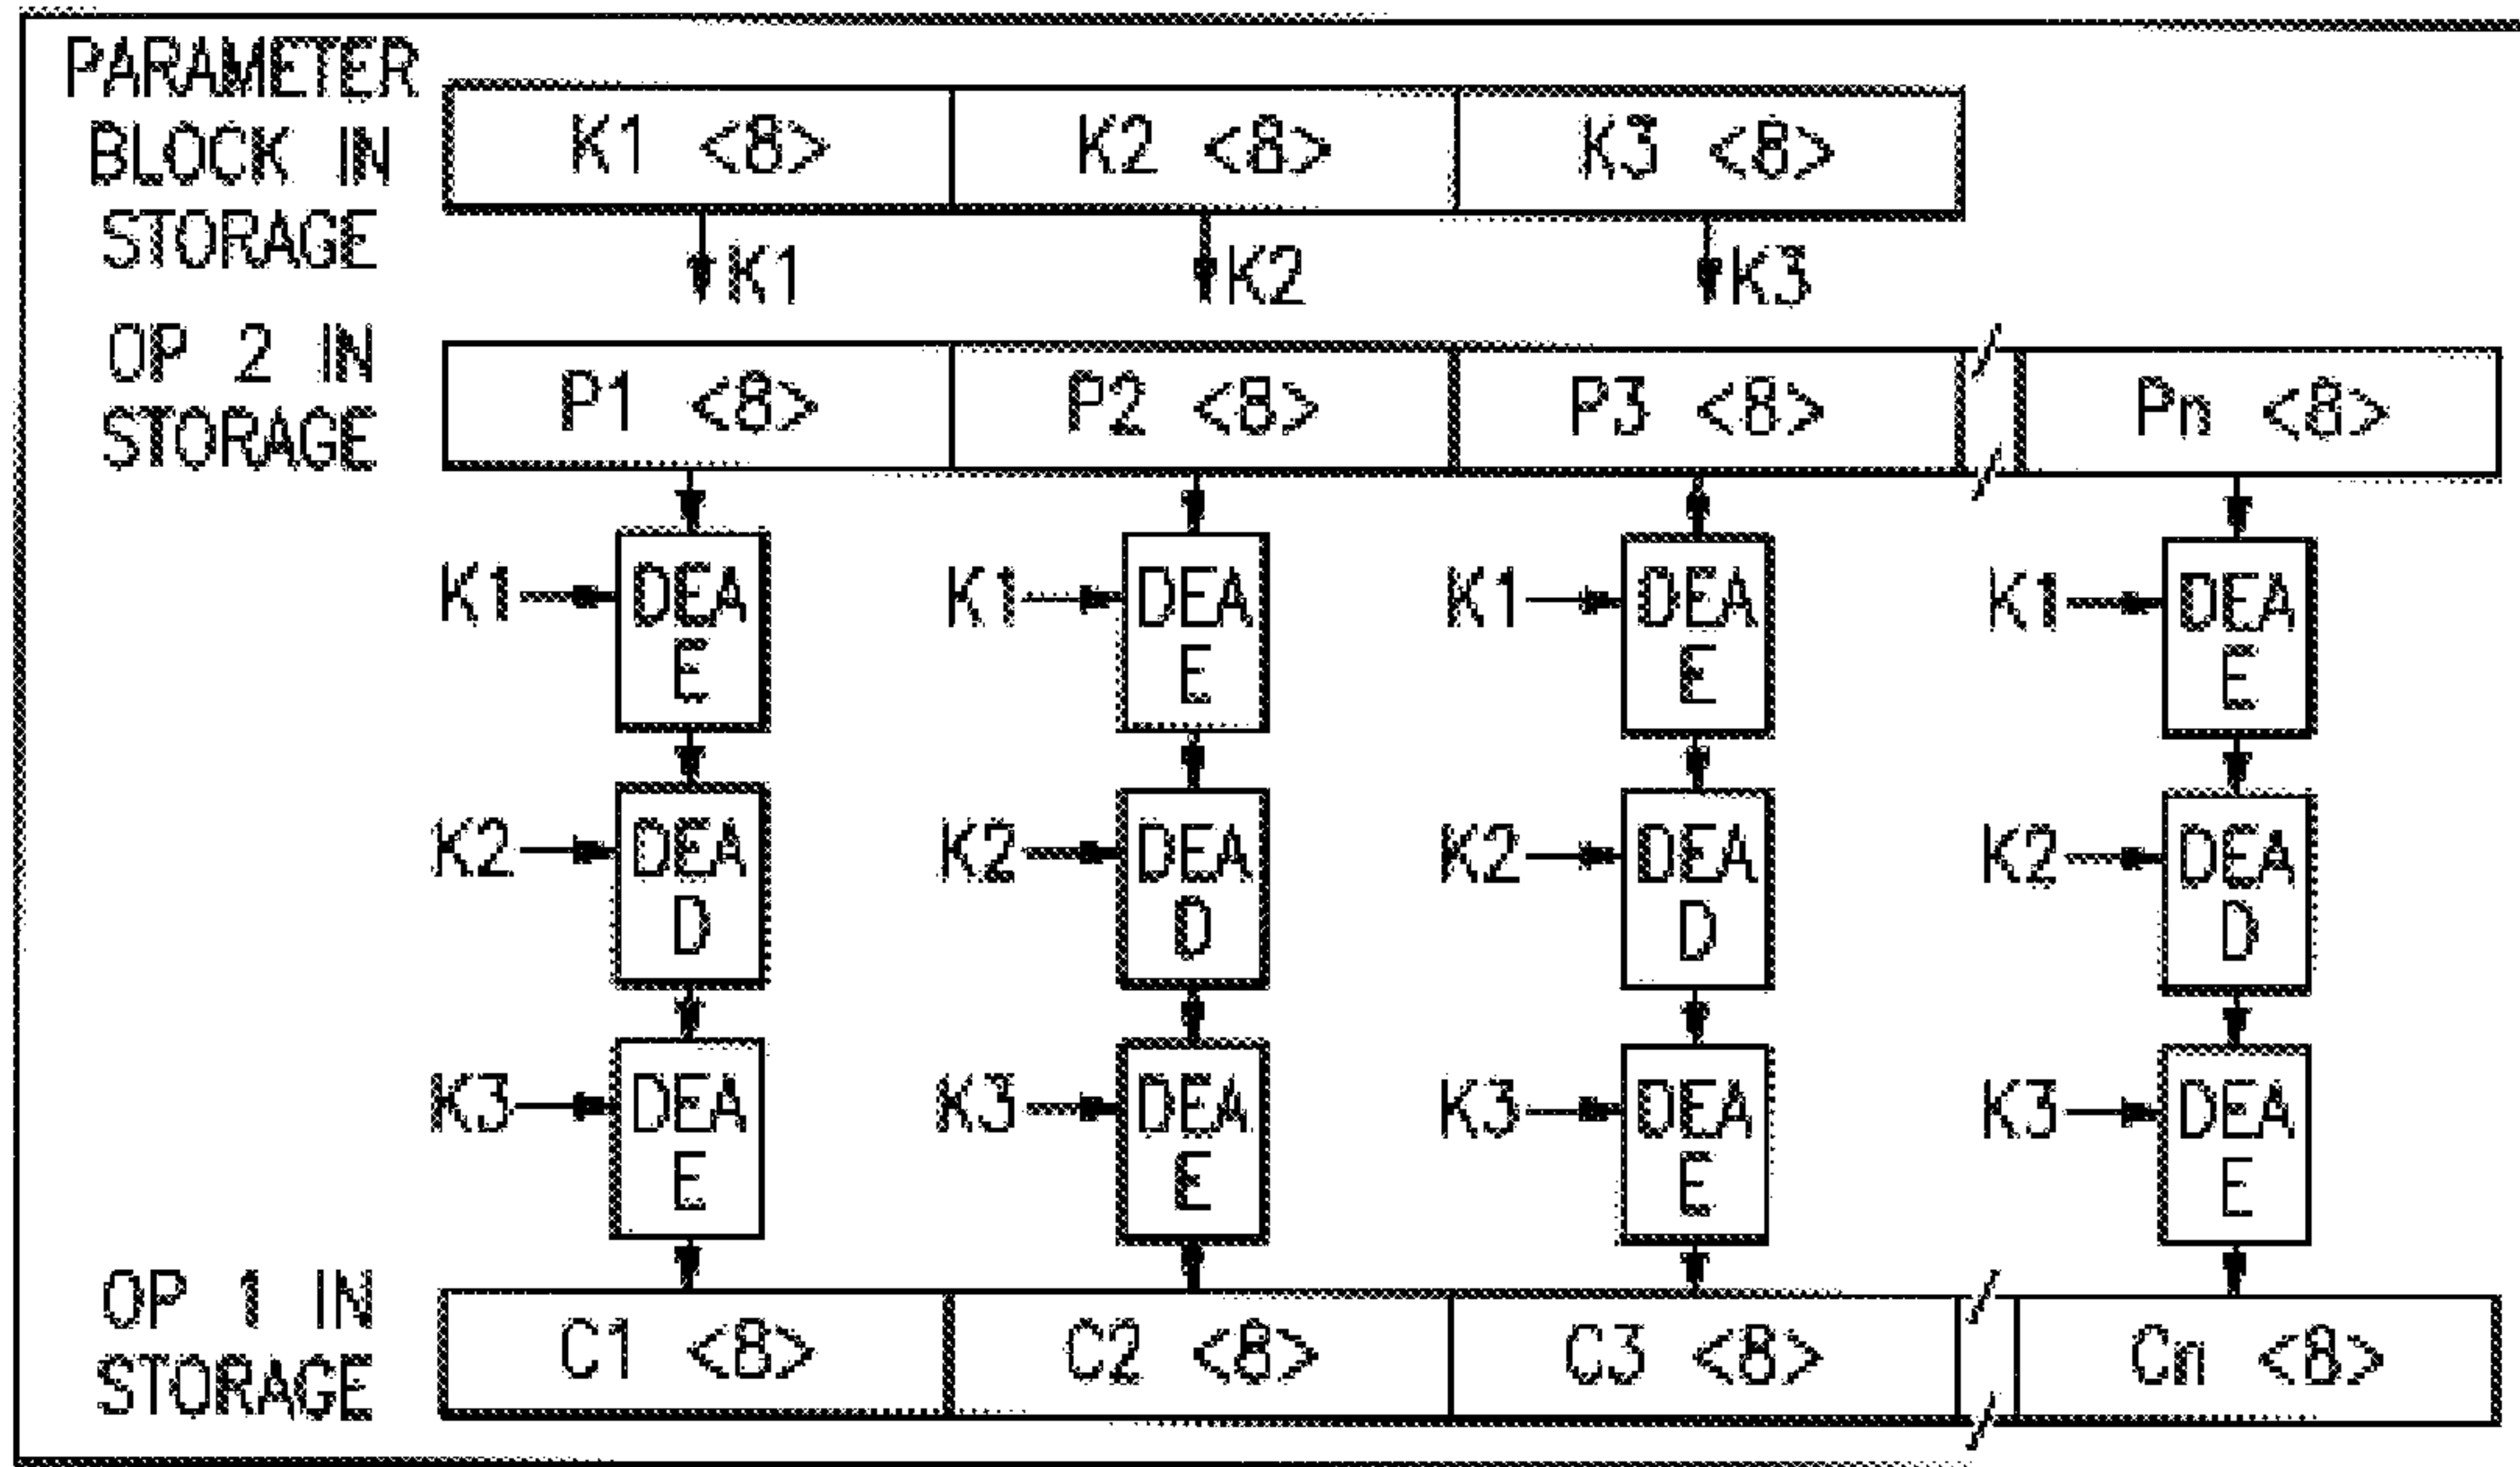 PARAMETER
BLOCK IN
STORAGE
K1 <8> K2 <8> K3 <8>
K1 K2 K3
OP 2 IN
STORAGE
P1 <8> P2 <8> P3 <8> Pn <8>
K1 DEA K1 DEA K1 DEA K1 DEA
E E E E
K2 DEA K2 DEA K2 DEA K2 DEA
D D D D
K3 DEA K3 DEA K3 DEA K3 DEA
E E E E
OP 1 IN
STORAGE
C1 <8> C2 <8> C3 <8> Cn <8>